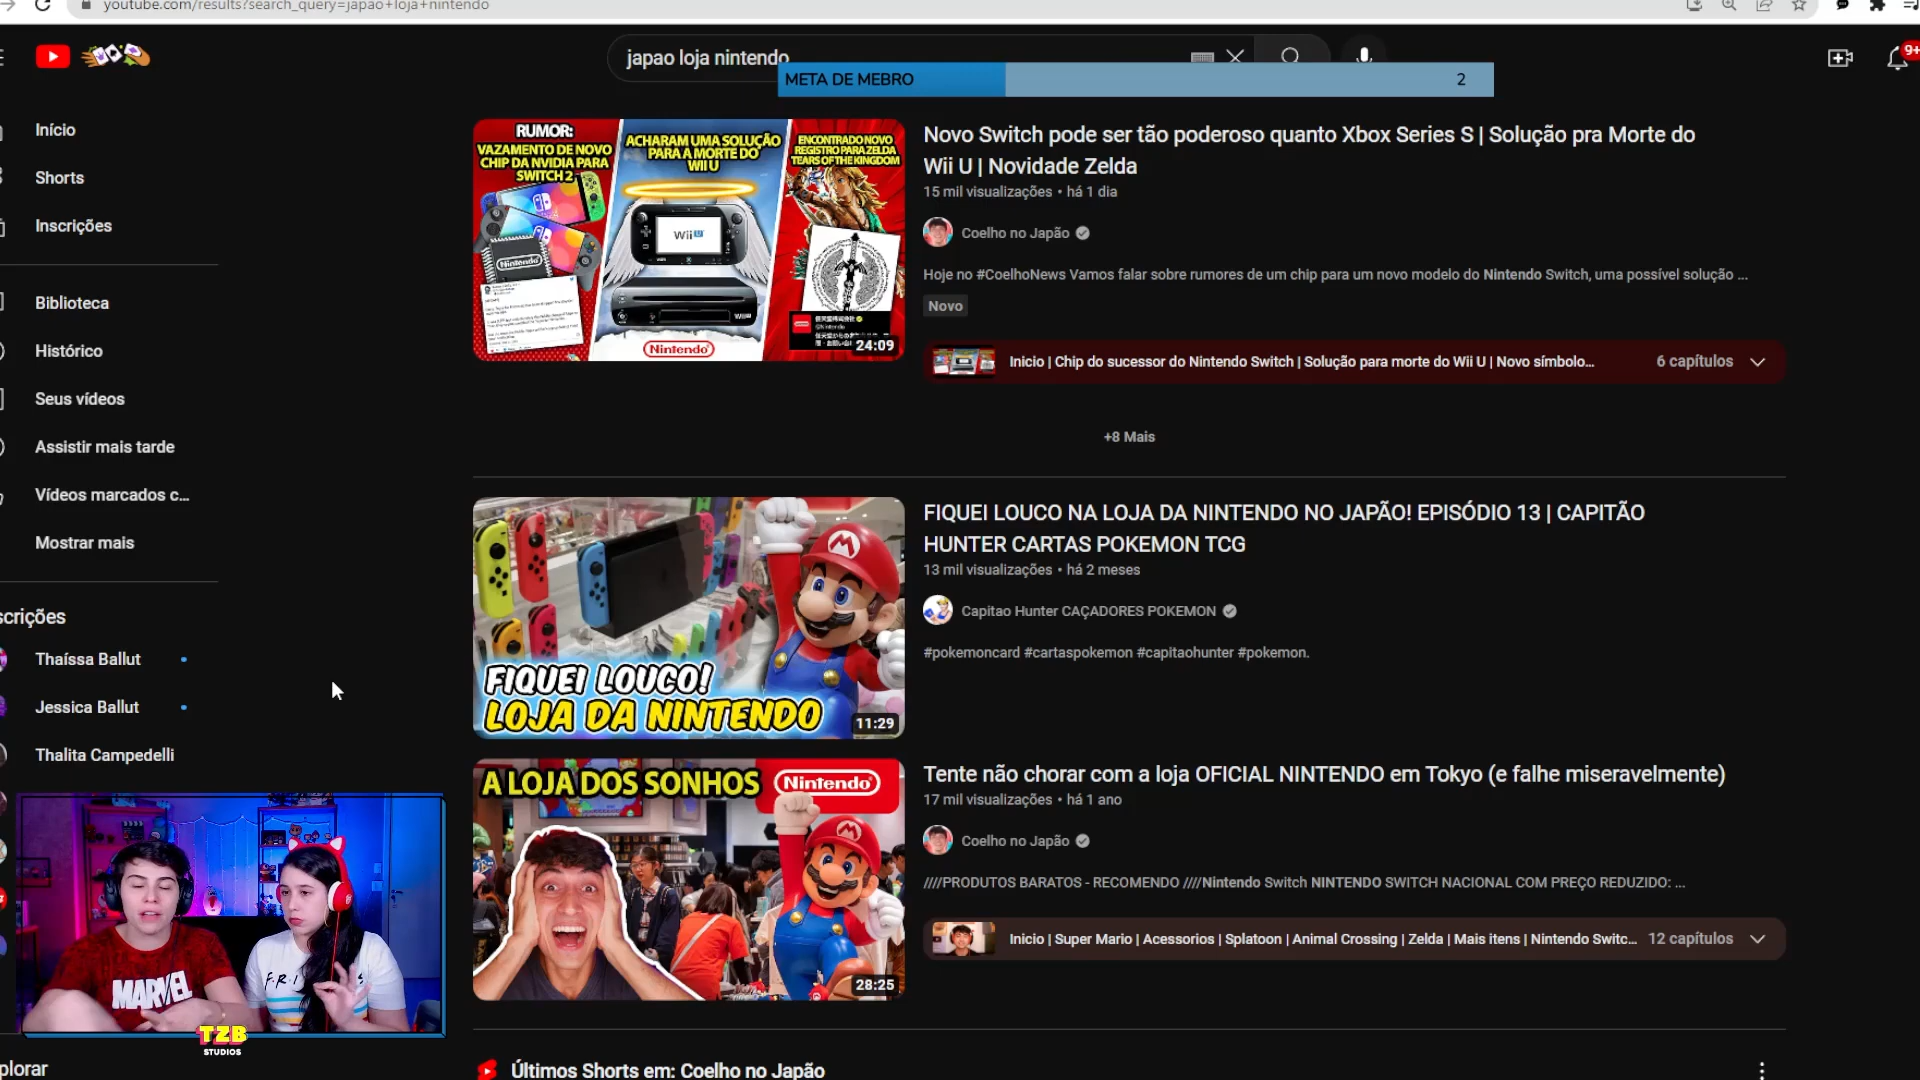 youtube.com/results?search_query=japao+loja+nintendo
japao loja nintendo
9+
META DE MEBRO
2
Início
Shorts
Inscrições
Biblioteca
Histórico
Seus vídeos
Assistir mais tarde
Vídeos marcados c...
Mostrar mais
scrições
Thaíssa Ballut
Jessica Ballut
Thalita Campedelli
MARVEL
F·R·I
TZB
STUDIOS
plorar
RUMOR:
VAZAMENTO DE NOVO
CHIP DA NVIDIA PARA
SWITCH 2
Nintendo
ACHARAM UMA SOLUÇÃO
PARA A MORTE DO
WII U
Wii U
Wii U
Nintendo
ENCONTRADO NOVO
REGISTRO PARA ZELDA
TEARS OF THE KINGDOM
24:09
Novo Switch pode ser tão poderoso quanto Xbox Series S | Solução pra Morte do
Wii U | Novidade Zelda
15 mil visualizações • há 1 dia
Coelho no Japão
Hoje no #CoelhoNews Vamos falar sobre rumores de um chip para um novo modelo do Nintendo Switch, uma possível solução ...
Novo
Inicio | Chip do sucessor do Nintendo Switch | Solução para morte do Wii U | Novo símbolo...
6 capítulos
+8 Mais
M
FIQUEI LOUCO!
LOJA DA NINTENDO
11:29
FIQUEI LOUCO NA LOJA DA NINTENDO NO JAPÃO! EPISÓDIO 13 | CAPITÃO
HUNTER CARTAS POKEMON TCG
13 mil visualizações • há 2 meses
Capitao Hunter CAÇADORES POKEMON
#pokemoncard #cartaspokemon #capitaohunter #pokemon.
A LOJA DOS SONHOS
Nintendo
M
28:25
Tente não chorar com a loja OFICIAL NINTENDO em Tokyo (e falhe miseravelmente)
17 mil visualizações • há 1 ano
Coelho no Japão
////PRODUTOS BARATOS - RECOMENDO ////Nintendo Switch NINTENDO SWITCH NACIONAL COM PREÇO REDUZIDO: ...
Inicio | Super Mario | Acessorios | Splatoon | Animal Crossing | Zelda | Mais itens | Nintendo Switc...
12 capítulos
Últimos Shorts em: Coelho no Japão